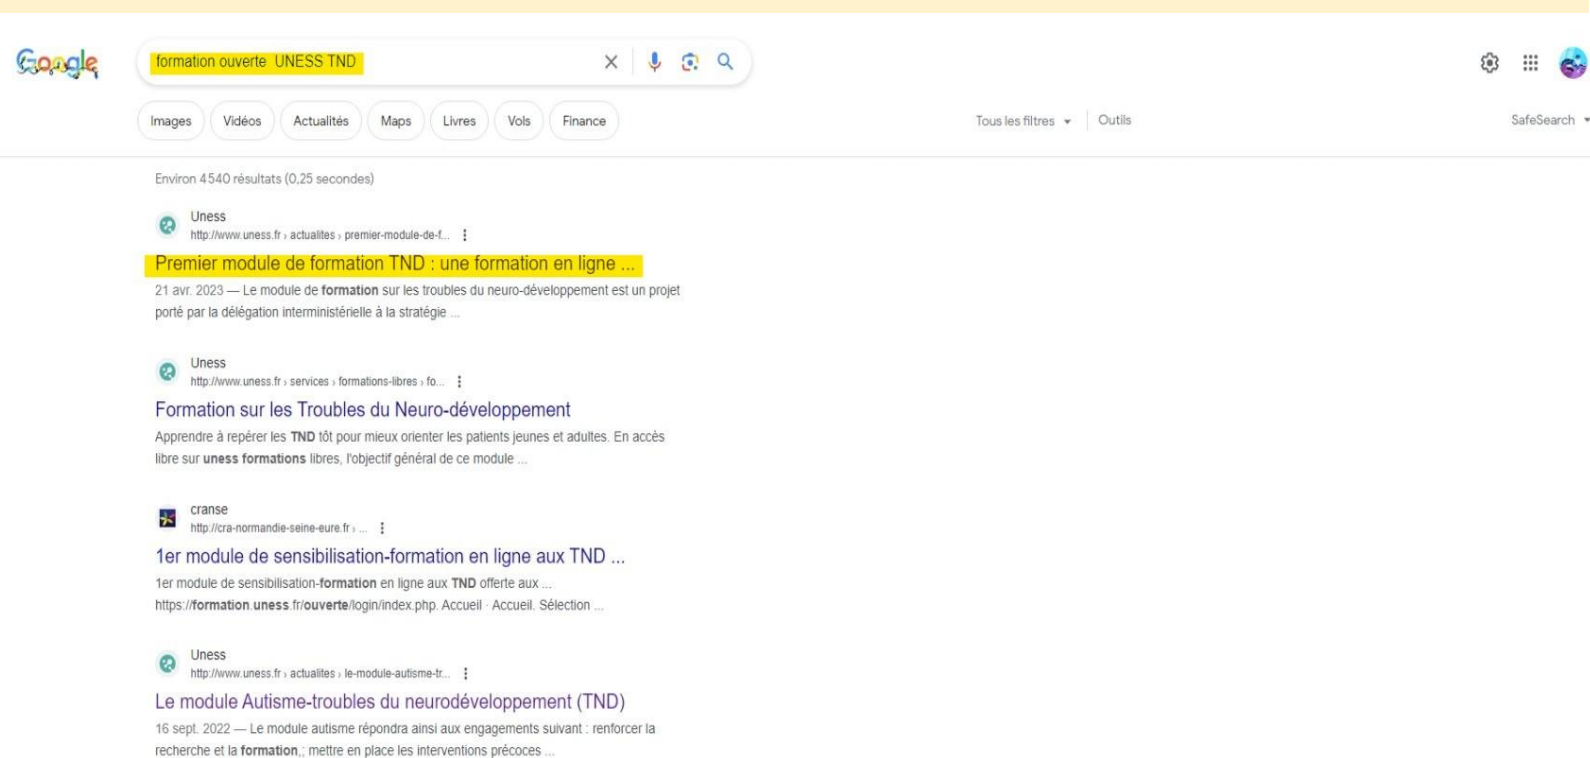 Google
formation ouverte UNESS TND
Images Vidéos Actualités Maps Livres Vols Finance
Tous les filtres Outils
SafeSearch
Environ 4 540 résultats (0,25 secondes)
Uness
http://www.uness.fr › actualites › premier-module-de-f...
Premier module de formation TND : une formation en ligne ...
21 avr. 2023 — Le module de formation sur les troubles du neuro-développement est un projet
porté par la délégation interministérielle à la stratégie ...
Uness
http://www.uness.fr › services › formations-libres › fo...
Formation sur les Troubles du Neuro-développement
Apprendre à repérer les TND tôt pour mieux orienter les patients jeunes et adultes. En accès
libre sur uness formations libres, l'objectif général de ce module ...
cranse
http://cra-normandie-seine-eure.fr › ...
1er module de sensibilisation-formation en ligne aux TND ...
1er module de sensibilisation-formation en ligne aux TND offerte aux ...
https://formation.uness.fr/ouverte/login/index.php. Accueil · Accueil. Sélection ...
Uness
http://www.uness.fr › actualites › le-module-autisme-tr...
Le module Autisme-troubles du neurodéveloppement (TND)
16 sept. 2022 — Le module autisme répondra ainsi aux engagements suivant : renforcer la
recherche et la formation,; mettre en place les interventions précoces ...